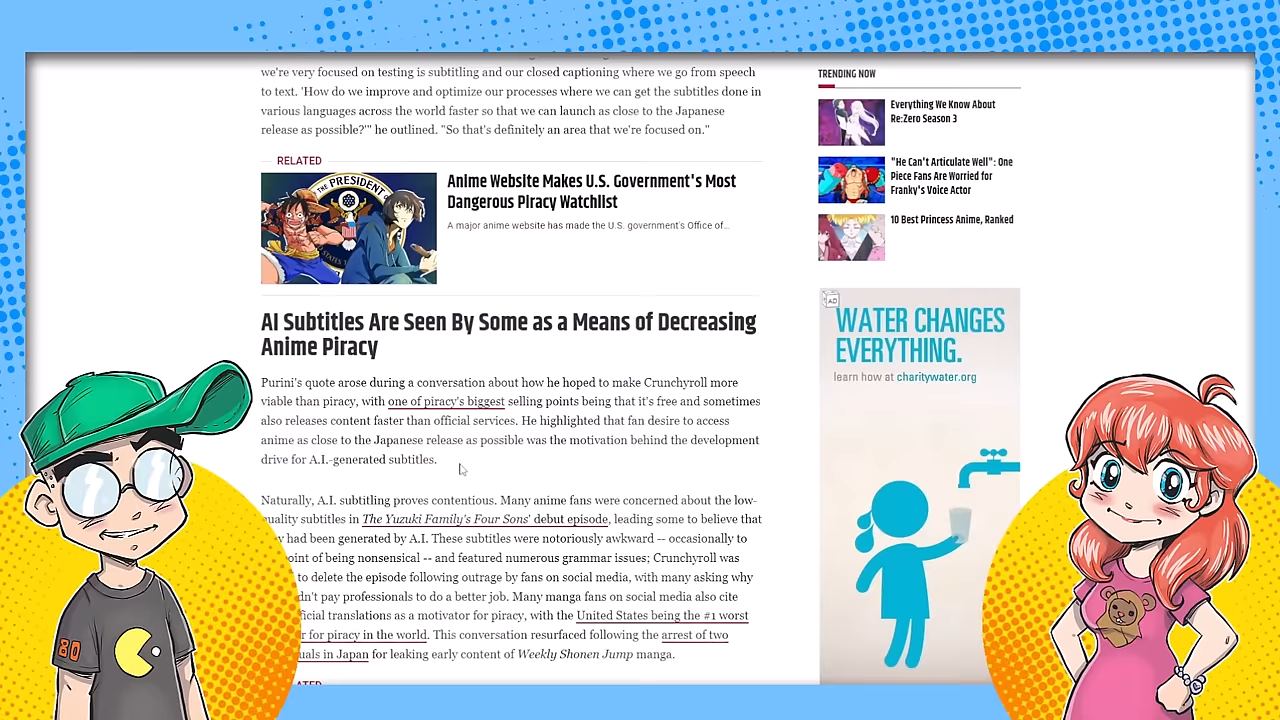 we're very focused on testing is subtitling and our closed captioning where we go from speech
to text. 'How do we improve and optimize our processes where we can get the subtitles done in
various languages across the world faster so that we can launch as close to the Japanese
release as possible?'" he outlined. "So that's definitely an area that we're focused on."
RELATED
THE PRESIDENT
Anime Website Makes U.S. Government's Most
Dangerous Piracy Watchlist
A major anime website has made the U.S. government's Office of...
AI Subtitles Are Seen By Some as a Means of Decreasing
Anime Piracy
Purini's quote arose during a conversation about how he hoped to make Crunchyroll more
viable than piracy, with one of piracy's biggest selling points being that it's free and sometimes
also releases content faster than official services. He highlighted that fan desire to access
anime as close to the Japanese release as possible was the motivation behind the development
drive for A.I.-generated subtitles.
Naturally, A.I. subtitling proves contentious. Many anime fans were concerned about the low-
quality subtitles in The Yuzuki Family's Four Sons' debut episode, leading some to believe that
had been generated by A.I. These subtitles were notoriously awkward -- occasionally to
point of being nonsensical -- and featured numerous grammar issues; Crunchyroll was
to delete the episode following outrage by fans on social media, with many asking why
dn't pay professionals to do a better job. Many manga fans on social media also cite
ficial translations as a motivator for piracy, with the United States being the #1 worst
r for piracy in the world. This conversation resurfaced following the arrest of two
uals in Japan for leaking early content of Weekly Shonen Jump manga.
TRENDING NOW
Everything We Know About
Re:Zero Season 3
"He Can't Articulate Well": One
Piece Fans Are Worried for
Franky's Voice Actor
10 Best Princess Anime, Ranked
AD
WATER CHANGES
EVERYTHING.
learn how at charitywater.org
80